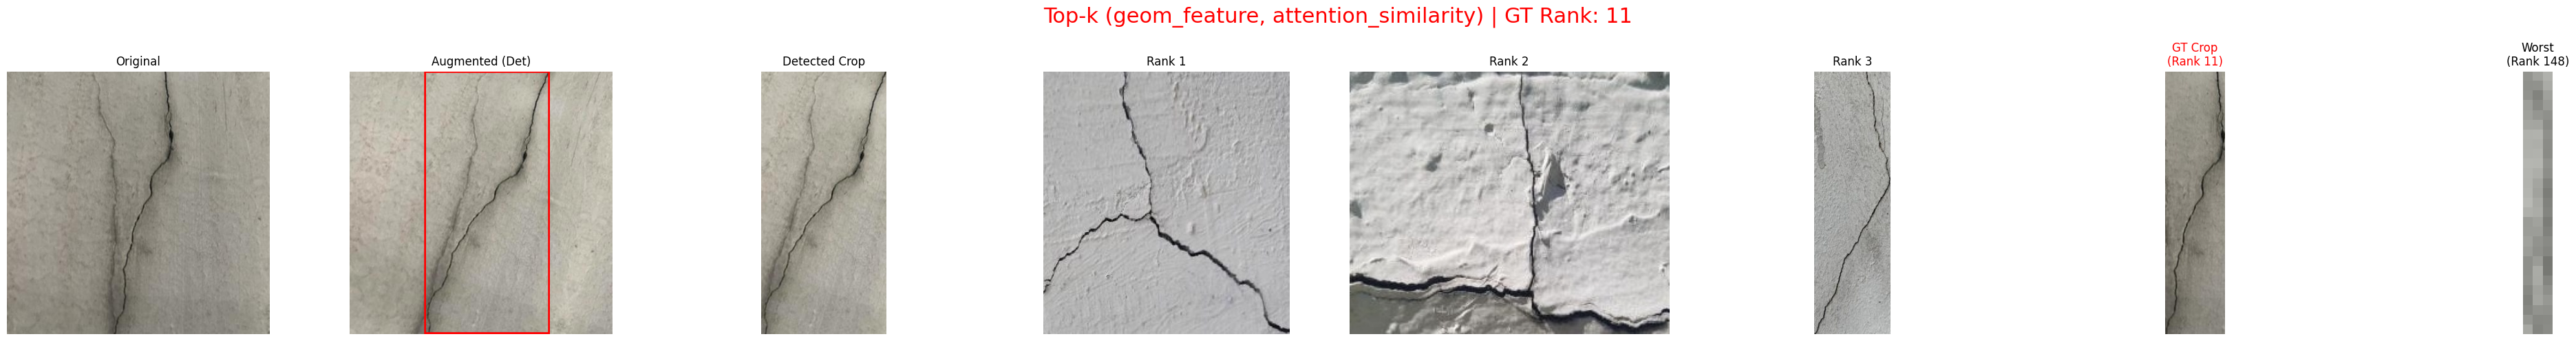 Top-k (geom_feature, attention_similarity) | GT Rank: 11
Original
Augmented (Det)
Detected Crop
Rank 1
Rank 2
Rank 3
GT Crop
(Rank 11)
Worst
(Rank 148)